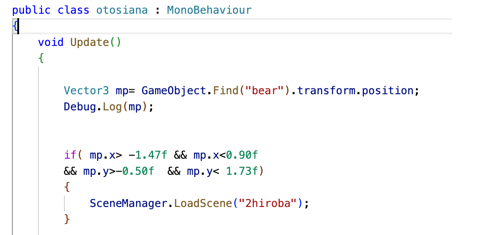 public class otosiana : MonoBehaviour
{
void Update()
{
Vector3 mp= GameObject.Find("bear").transform.position;
Debug.Log(mp);
if( mp.x> -1.47f && mp.x<0.90f
&& mp.y>-0.50f  && mp.y< 1.73f)
{
SceneManager.LoadScene("2hiroba");
}